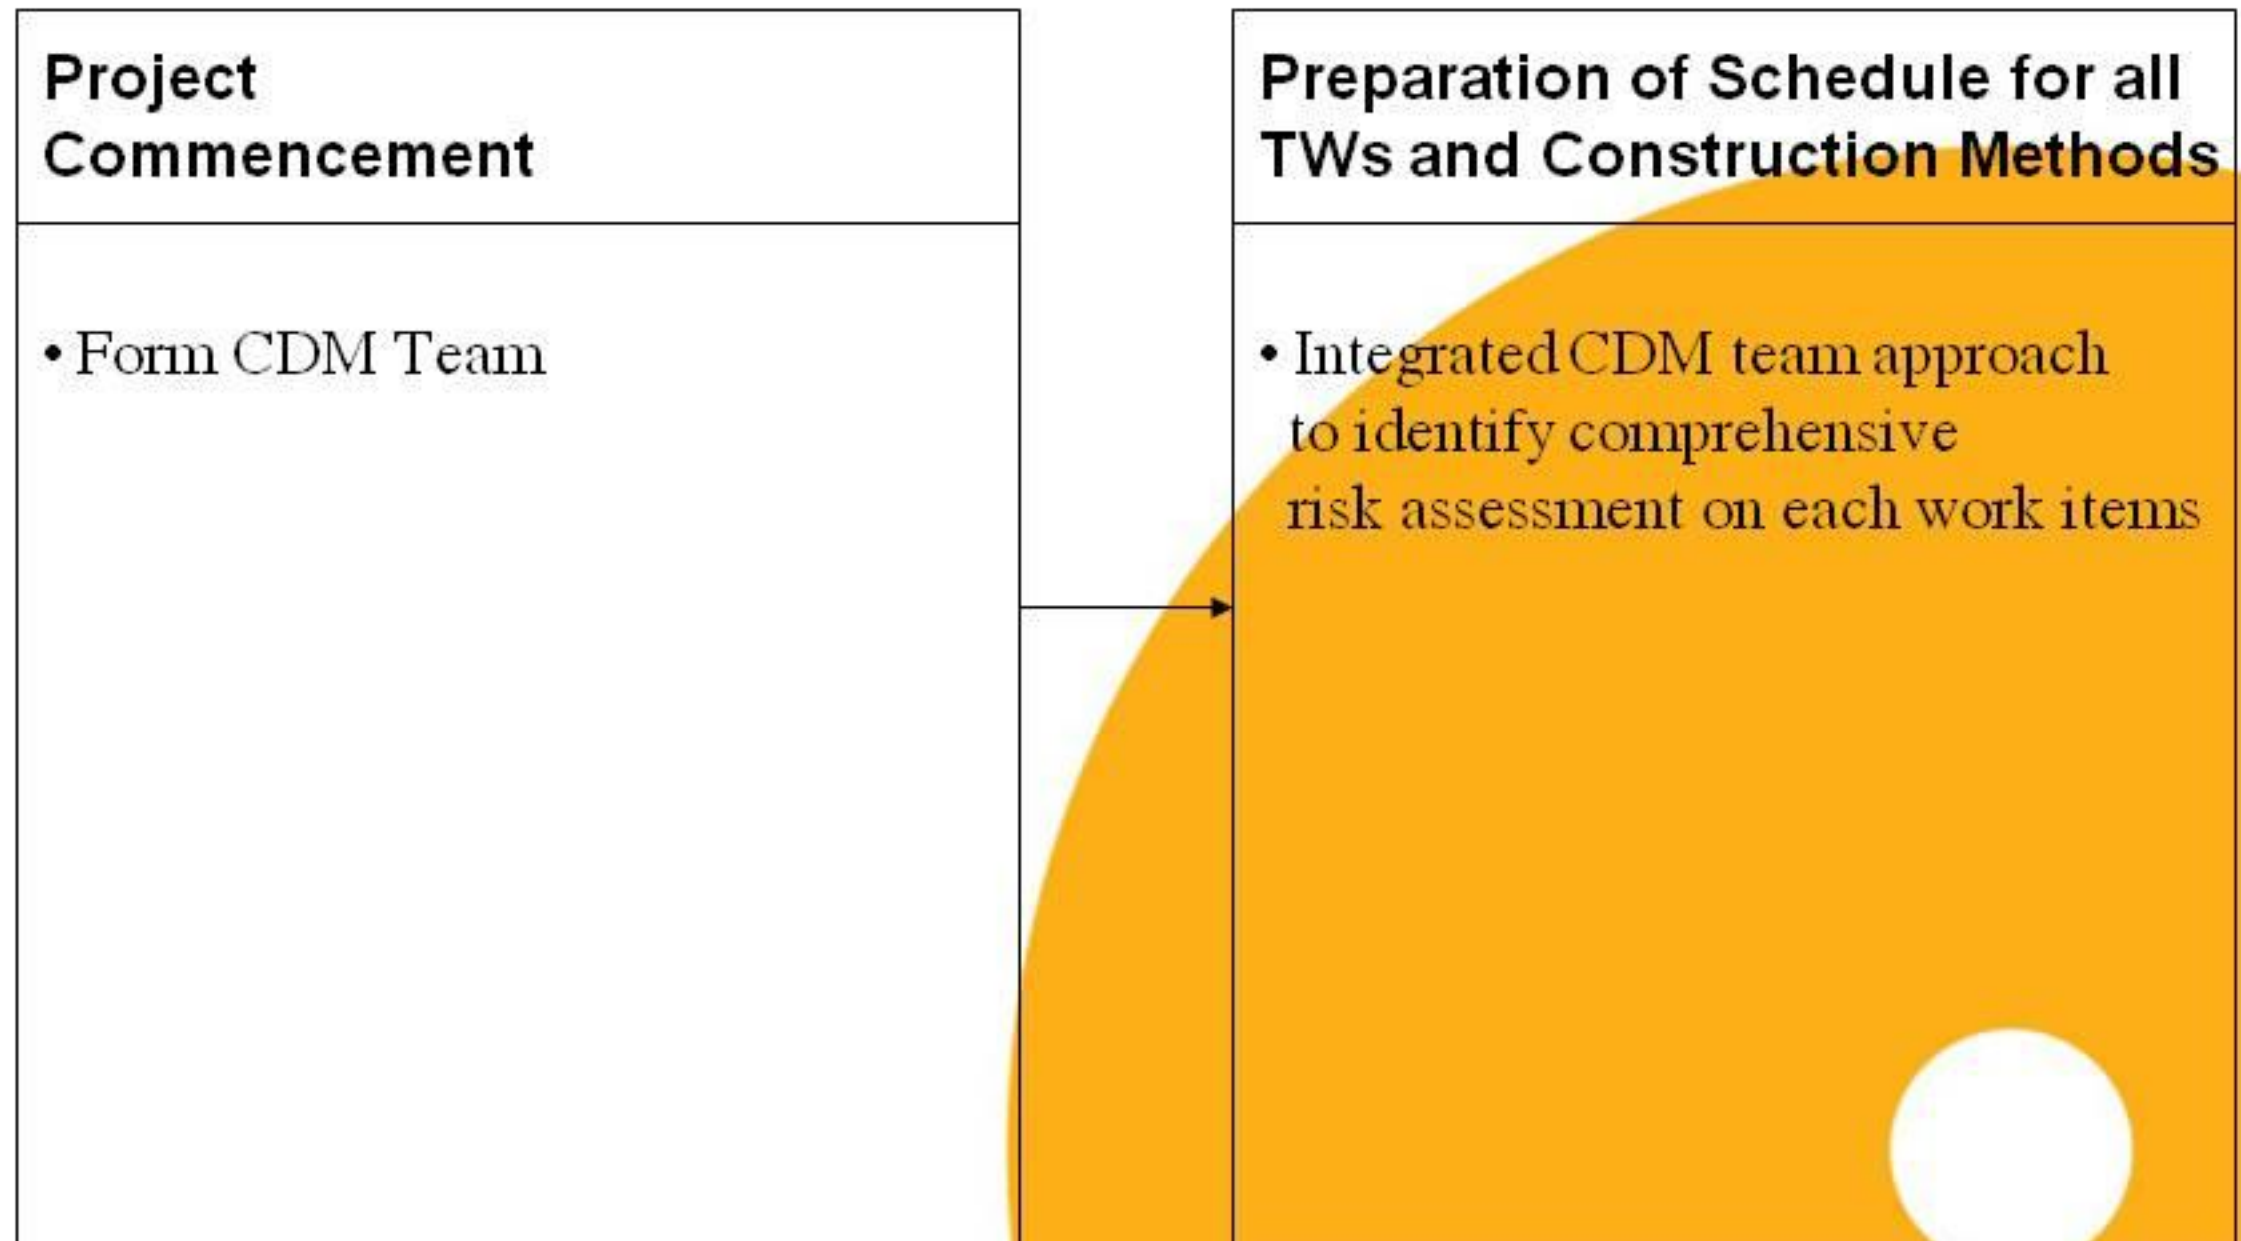 Project
Commencement
• Form CDM Team
Preparation of Schedule for all
TWs and Construction Methods
• Integrated CDM team approach
to identify comprehensive
risk assessment on each work items